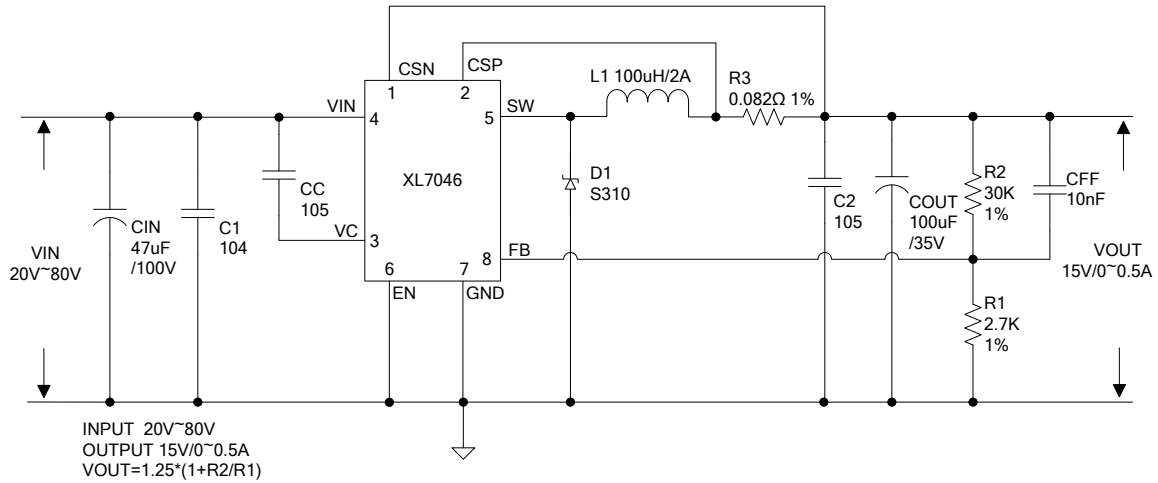 CSN
CSP
1
2
L1 100uH/2A
R3
0.082Ω 1%
VIN
4
5
SW
XL7046
CC
105
D1
S310
R2
30K
1%
CFF
10nF
CIN
47uF
/100V
C1
104
C2
105
COUT
100uF
/35V
VC
3
8
FB
VIN
20V~80V
VOUT
15V/0~0.5A
6
7
EN
GND
R1
2.7K
1%
INPUT 20V~80V
OUTPUT 15V/0~0.5A
VOUT=1.25*(1+R2/R1)